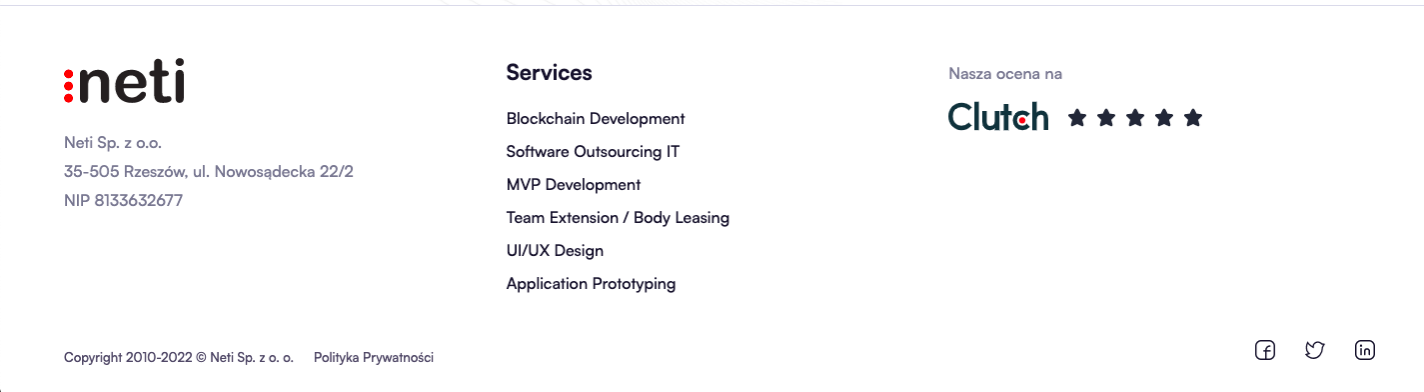 neti
Neti Sp. z o.o.
35-505 Rzeszów, ul. Nowosądecka 22/2
NIP 8133632677
Services
Blockchain Development
Software Outsourcing IT
MVP Development
Team Extension / Body Leasing
UI/UX Design
Application Prototyping
Nasza ocena na
Clutch
Copyright 2010-2022 © Neti Sp. z o. o.
Polityka Prywatności